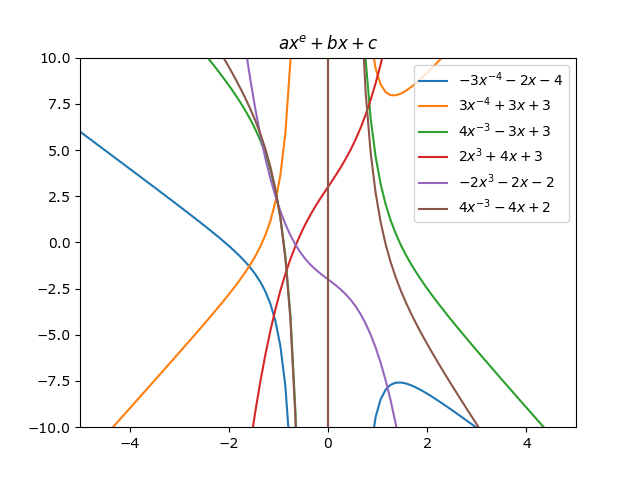 $ax^e + bx + c$
$-3x^{-4} - 2x - 4$
$3x^{-4} + 3x + 3$
$4x^{-3} - 3x + 3$
$2x^3 + 4x + 3$
$-2x^3 - 2x - 2$
$4x^{-3} - 4x + 2$
10.0
7.5
5.0
2.5
0.0
−2.5
−5.0
−7.5
−10.0
−4 −2 0 2 4